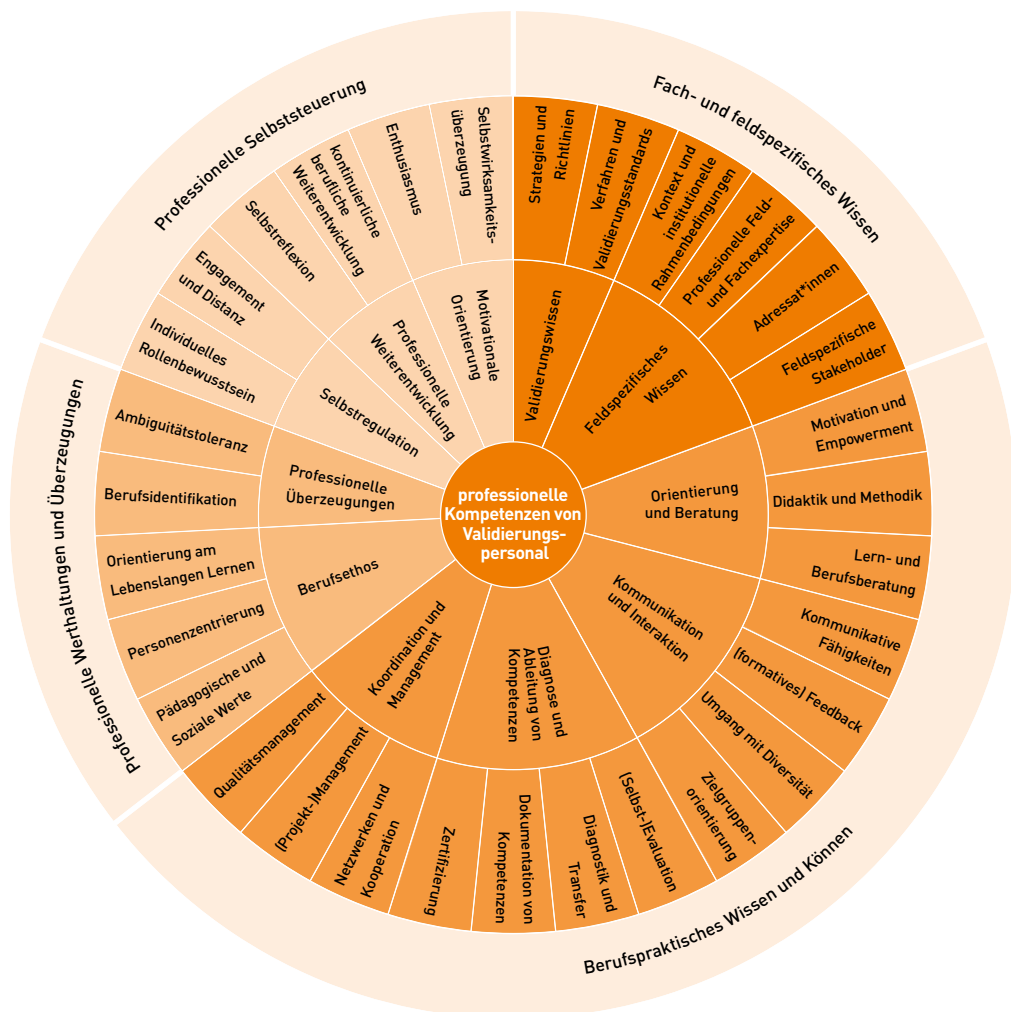 professionelle
Kompetenzen von
Validierungs-
personal
Fach- und feldspezifisches Wissen
Validierungswissen
Strategien und
Richtlinien
Verfahren und
Validierungsstandards
Feldspezifisches
Wissen
Kontext und
institutionelle
Rahmenbedingungen
Professionelle Feld-
und Fachexpertise
Adressat*innen
Feldspezifische
Stakeholder
Berufspraktisches Wissen und Können
Orientierung
und Beratung
Motivation und
Empowerment
Didaktik und Methodik
Lern- und
Berufsberatung
Kommunikation
und Interaktion
Kommunikative
Fähigkeiten
(formatives) Feedback
Umgang mit Diversität
Zielgruppen-
orientierung
Diagnose und
Ableitung von
Kompetenzen
(Selbst-)Evaluation
Diagnostik und
Transfer
Dokumentation von
Kompetenzen
Zertifizierung
Koordination und
Management
Netzwerken und
Kooperation
(Projekt-)Management
Qualitätsmanagement
Professionelle Werthaltungen und Überzeugungen
Berufsethos
Pädagogische und
Soziale Werte
Personenzentrierung
Orientierung am
Lebenslangen Lernen
Professionelle
Überzeugungen
Berufsidentifikation
Ambiguitätstoleranz
Professionelle Selbststeuerung
Selbstregulation
Individuelles
Rollenbewusstsein
Engagement
und Distanz
Professionelle
Weiterentwicklung
Selbstreflexion
kontinuierliche
berufliche
Weiterentwicklung
Motivationale
Orientierung
Enthusiasmus
Selbstwirksamkeits-
überzeugung